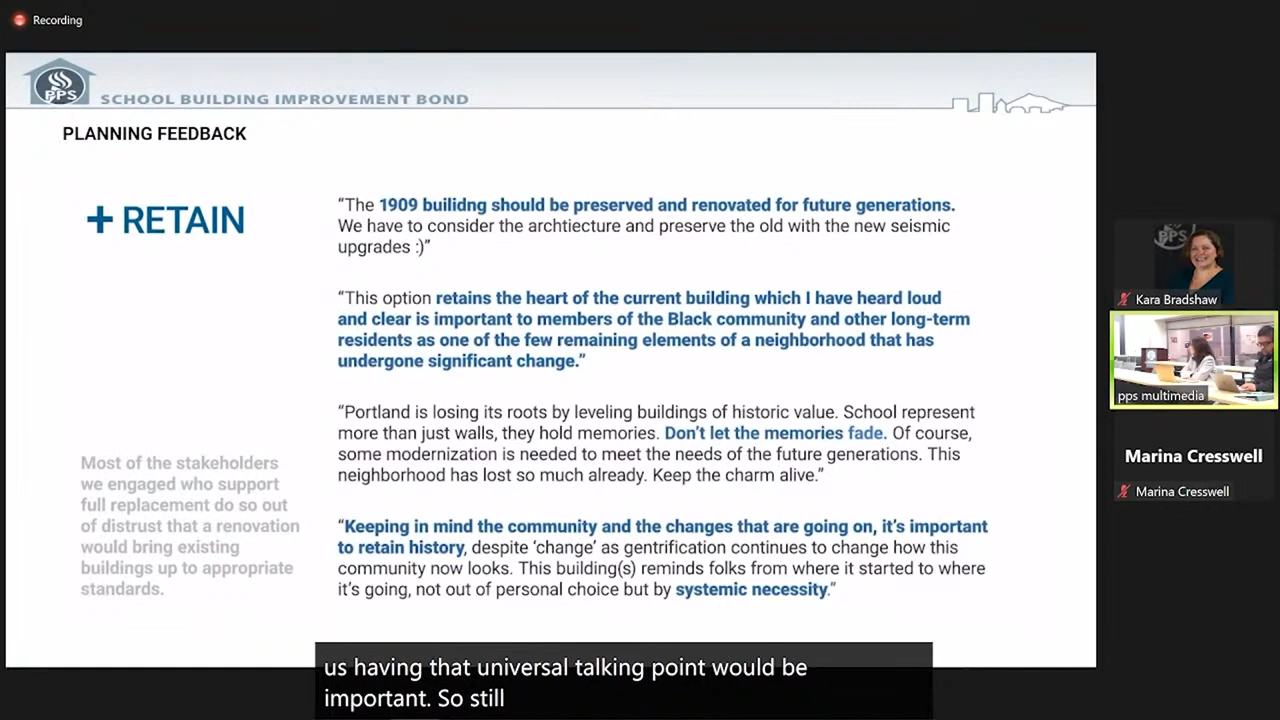 Recording
PPS
SCHOOL BUILDING IMPROVEMENT BOND
PLANNING FEEDBACK
+ RETAIN
“The 1909 builidng should be preserved and renovated for future generations.
We have to consider the archtiecture and preserve the old with the new seismic
upgrades :)”
“This option retains the heart of the current building which I have heard loud
and clear is important to members of the Black community and other long-term
residents as one of the few remaining elements of a neighborhood that has
undergone significant change.”
“Portland is losing its roots by leveling buildings of historic value. School represent
more than just walls, they hold memories. Don’t let the memories fade. Of course,
some modernization is needed to meet the needs of the future generations. This
neighborhood has lost so much already. Keep the charm alive.”
Most of the stakeholders
we engaged who support
full replacement do so out
of distrust that a renovation
would bring existing
buildings up to appropriate
standards.
“Keeping in mind the community and the changes that are going on, it’s important
to retain history, despite ‘change’ as gentrification continues to change how this
community now looks. This building(s) reminds folks from where it started to where
it’s going, not out of personal choice but by systemic necessity.”
us having that universal talking point would be
important. So still
PPS
Kara Bradshaw
pps multimedia
Marina Cresswell
Marina Cresswell